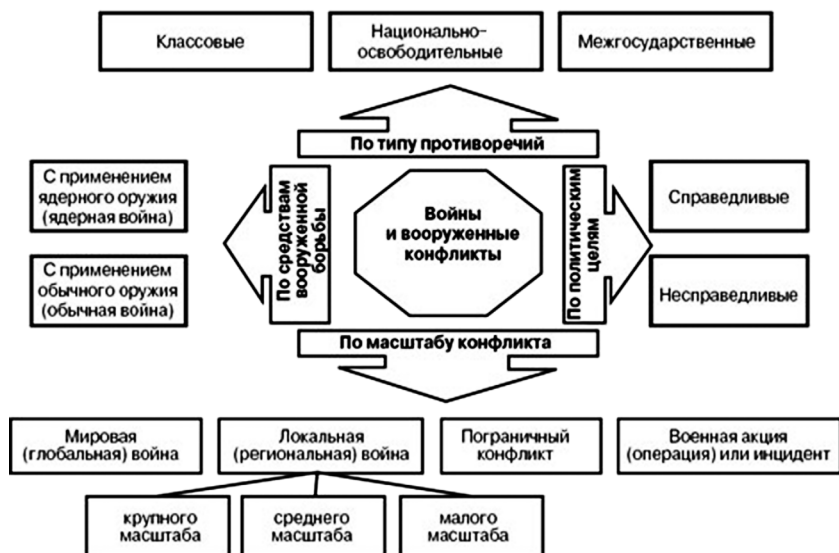 Классовые
Национально-
освободительные
Межгосударственные
По типу противоречий
С применением
ядерного оружия
(ядерная война)
С применением
обычного оружия
(обычная война)
По средствам
вооруженной
борьбы
Войны
и вооруженные
конфликты
По политическим
целям
Справедливые
Несправедливые
По масштабу конфликта
Мировая
(глобальная) война
Локальная
(региональная) война
Пограничный
конфликт
Военная акция
(операция) или инцидент
крупного
масштаба
среднего
масштаба
малого
масштаба